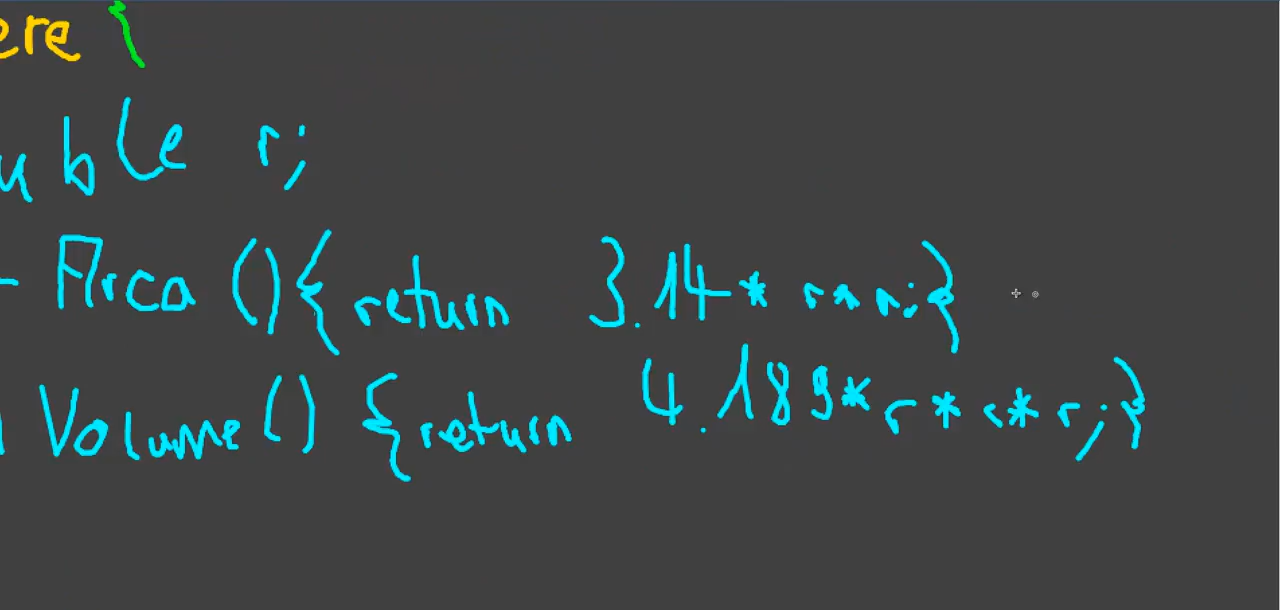 ere {
uble r;
Area (){return 3.14* r*r;}
Volume() {return 4.189*r*r*r;}